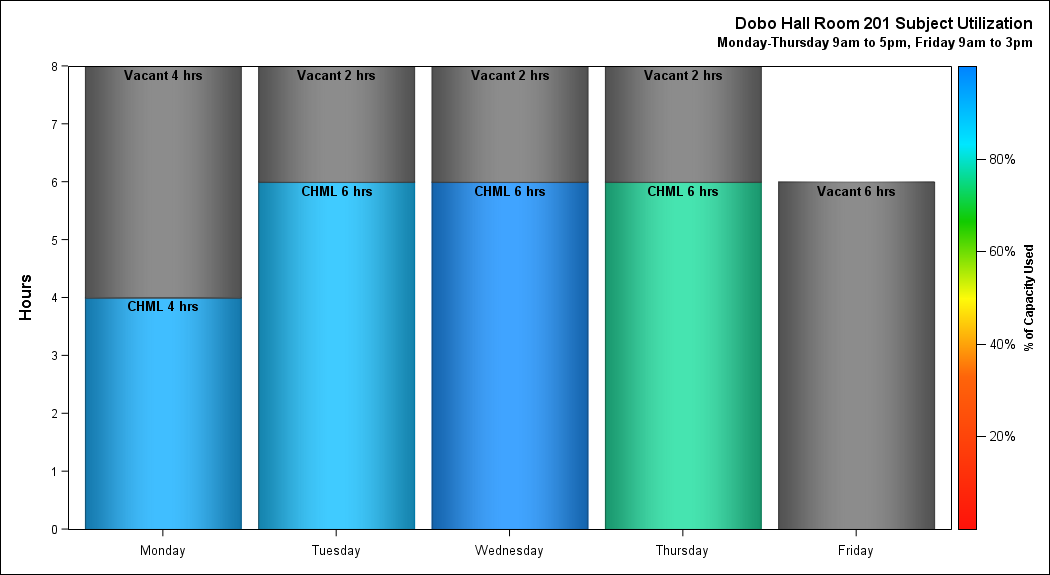 Dobo Hall Room 201 Subject Utilization
Monday-Thursday 9am to 5pm, Friday 9am to 3pm
Hours
8
7
6
5
4
3
2
1
0
Vacant 4 hrs
CHML 4 hrs
Vacant 2 hrs
CHML 6 hrs
Vacant 2 hrs
CHML 6 hrs
Vacant 2 hrs
CHML 6 hrs
Vacant 6 hrs
Monday
Tuesday
Wednesday
Thursday
Friday
80%
60%
40%
20%
% of Capacity Used